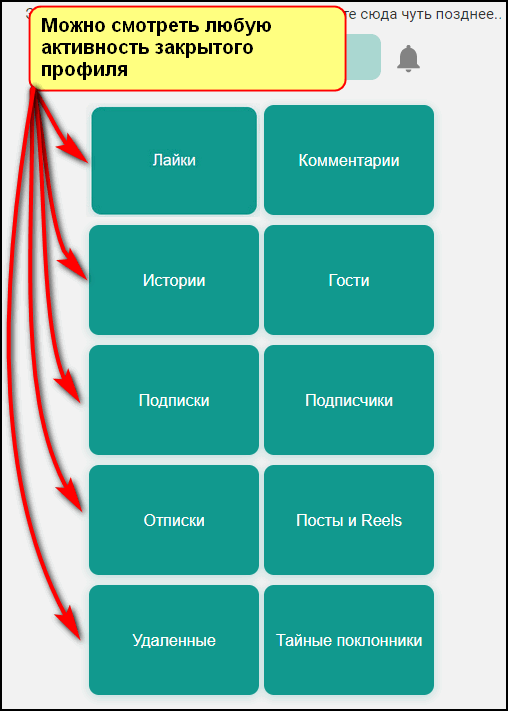 те сюда чуть позднее..
Можно смотреть любую
активность закрытого
профиля
Лайки
Комментарии
Истории
Гости
Подписки
Подписчики
Отписки
Посты и Reels
Удаленные
Тайные поклонники